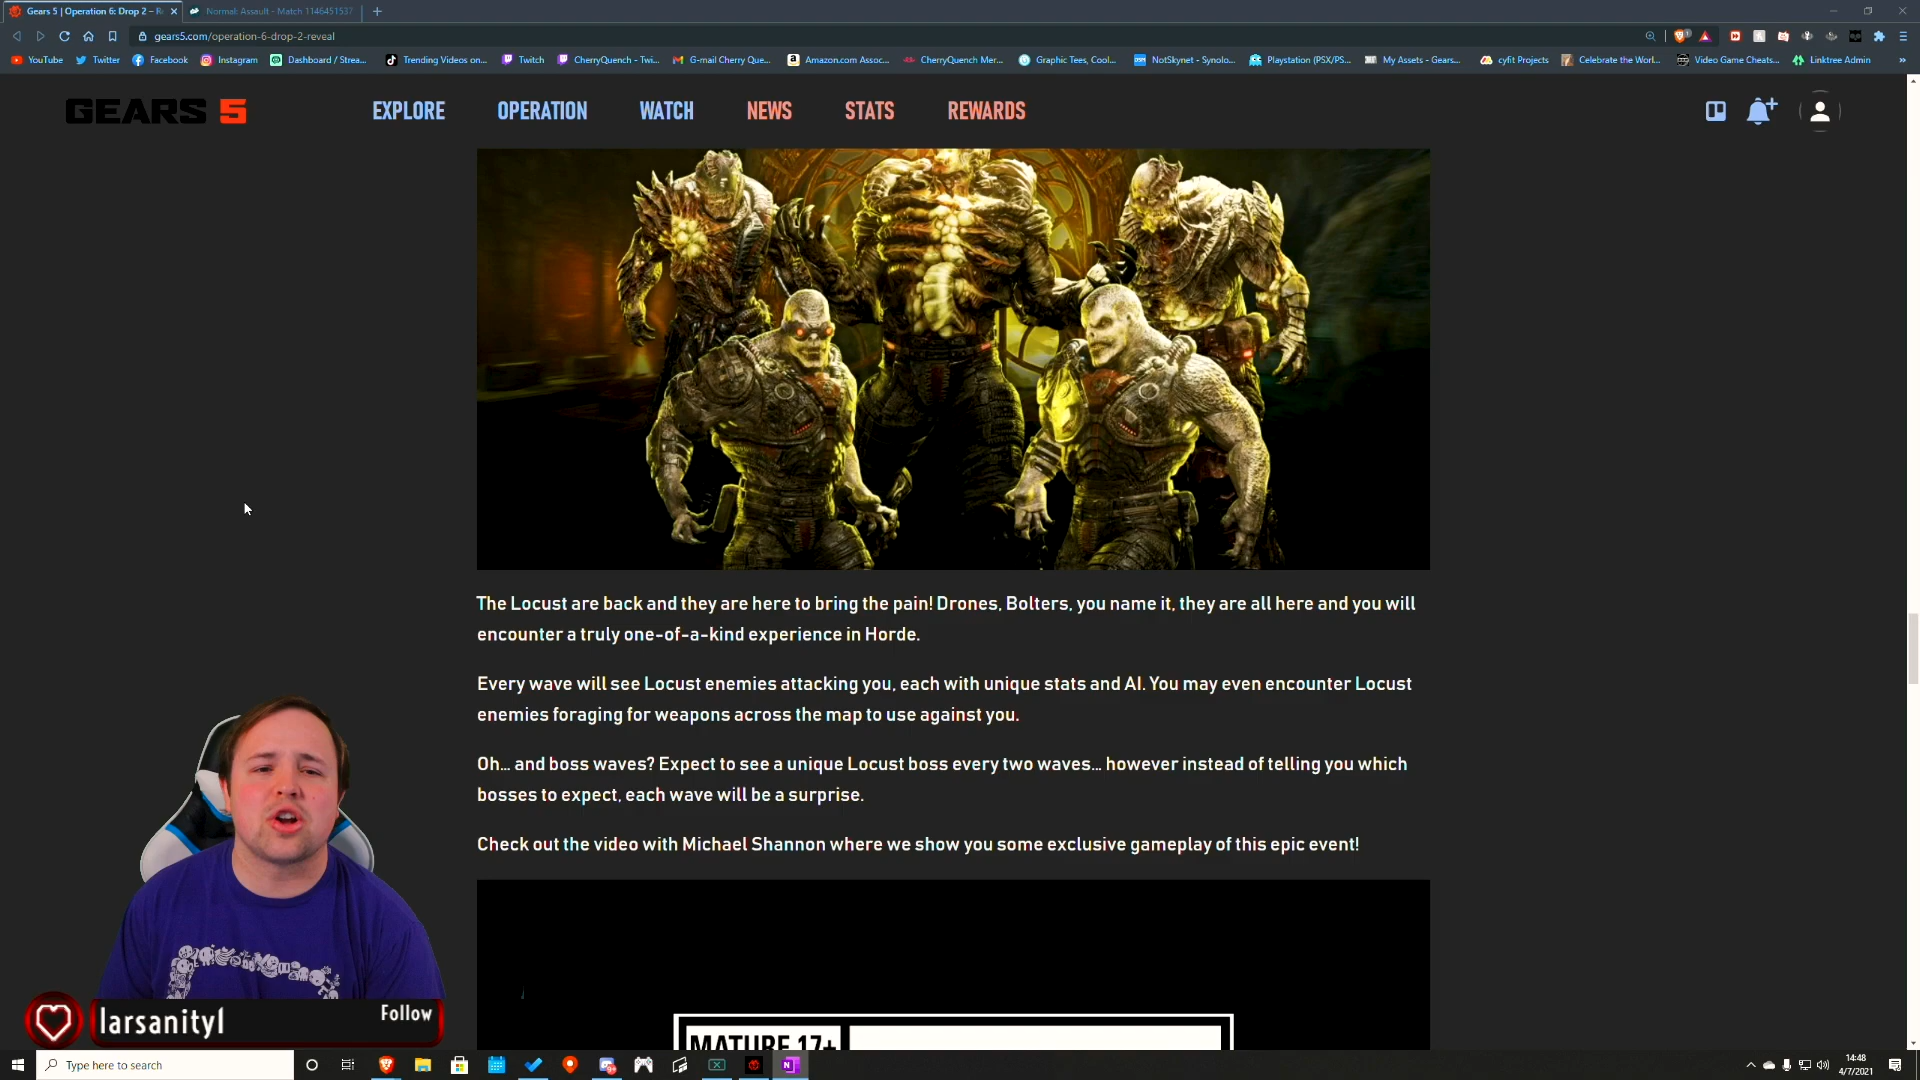 Gears 5 | Operation 6: Drop 2 – R
Normal: Assault - Match 1146451537
gears5.com/operation-6-drop-2-reveal
YouTube
Twitter
Facebook
Instagram
Dashboard / Strea...
Trending Videos on...
Twitch
CherryQuench - Twi...
G-mail Cherry Que...
Amazon.com Assoc...
CherryQuench Mer...
Graphic Tees, Cool...
NotSkynet - Synolo...
Playstation (PSX/PS...
My Assets - Gears...
cyfit Projects
Celebrate the Worl...
Video Game Cheats...
Linktree Admin
GEARS 5
EXPLORE
OPERATION
WATCH
NEWS
STATS
REWARDS
The Locust are back and they are here to bring the pain! Drones, Bolters, you name it, they are all here and you will
encounter a truly one-of-a-kind experience in Horde.
Every wave will see Locust enemies attacking you, each with unique stats and AI. You may even encounter Locust
enemies foraging for weapons across the map to use against you.
Oh... and boss waves? Expect to see a unique Locust boss every two waves... however instead of telling you which
bosses to expect, each wave will be a surprise.
Check out the video with Michael Shannon where we show you some exclusive gameplay of this epic event!
MATURE 17+
larsanity1
Follow
Type here to search
14:48
4/7/2021